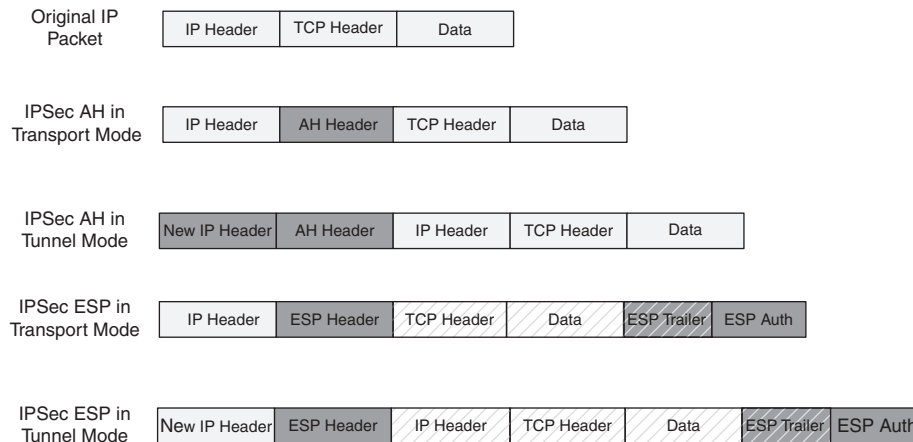 Original IP
Packet
IP Header TCP Header Data
IPSec AH in
Transport Mode
IP Header AH Header TCP Header Data
IPSec AH in
Tunnel Mode
New IP Header AH Header IP Header TCP Header Data
IPSec ESP in
Transport Mode
IP Header ESP Header TCP Header Data ESP Trailer ESP Auth
IPSec ESP in
Tunnel Mode
New IP Header ESP Header IP Header TCP Header Data ESP Trailer ESP Auth